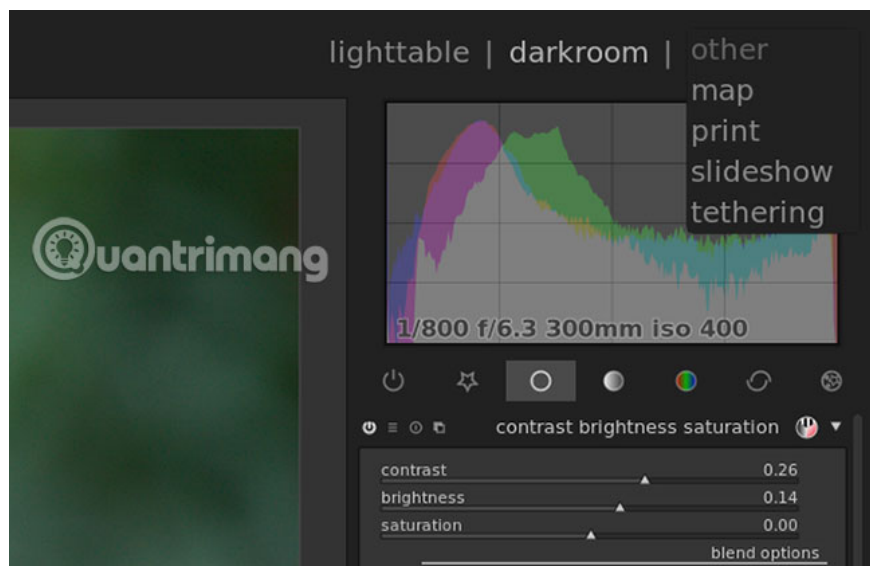 lighttable | darkroom | other
map
print
slideshow
tethering
Quantrimang
1/800 f/6.3 300mm iso 400
contrast brightness saturation
contrast 0.26
brightness 0.14
saturation 0.00
blend options